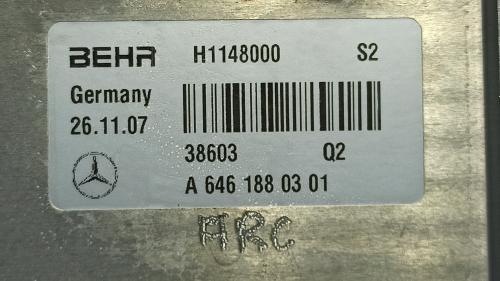 BEHR H1148000 S2
Germany
26.11.07
38603 Q2
A 646 188 03 01
ARC